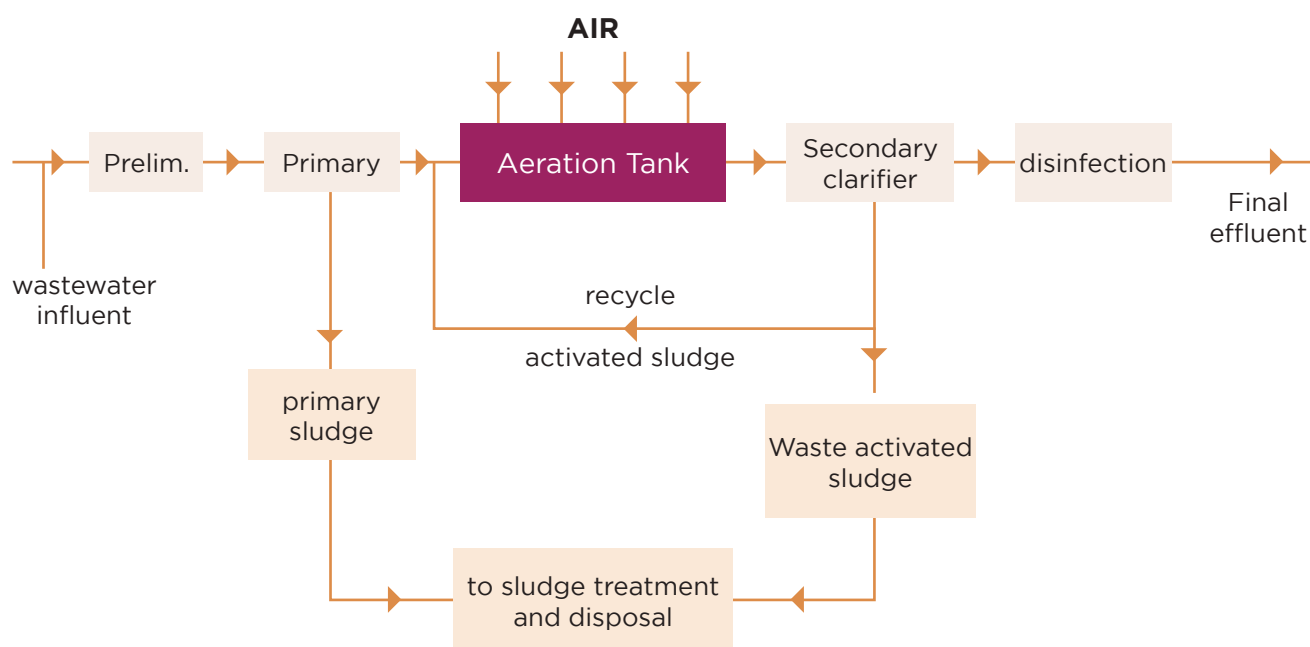 AIR
Prelim.
Primary
Aeration Tank
Secondary
clarifier
disinfection
Final
effluent
wastewater
influent
recycle
activated sludge
primary
sludge
Waste activated
sludge
to sludge treatment
and disposal